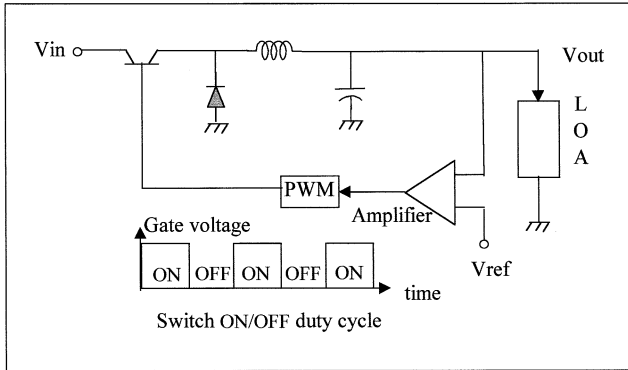 Vin
Vout
L
O
A
PWM
Amplifier
Vref
Gate voltage
ON OFF ON OFF ON
time
Switch ON/OFF duty cycle